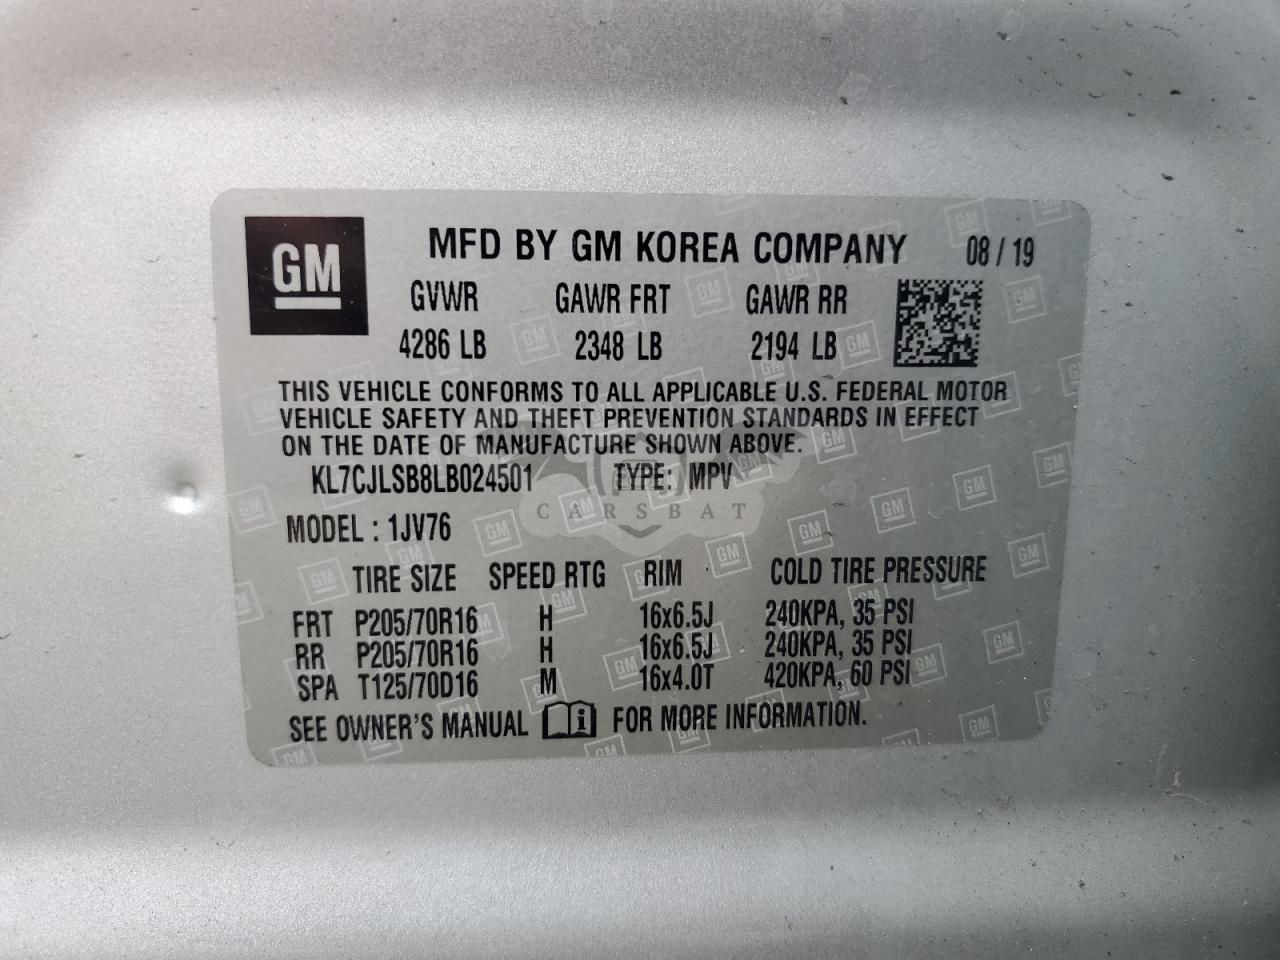 GM
MFD BY GM KOREA COMPANY 08 / 19
GVWR GAWR FRT GAWR RR
4286 LB 2348 LB 2194 LB
THIS VEHICLE CONFORMS TO ALL APPLICABLE U.S. FEDERAL MOTOR
VEHICLE SAFETY AND THEFT PREVENTION STANDARDS IN EFFECT
ON THE DATE OF MANUFACTURE SHOWN ABOVE.
KL7CJLSB8LB024501 TYPE: MPV
CARSBAT
MODEL : 1JV76
TIRE SIZE SPEED RTG RIM COLD TIRE PRESSURE
FRT P205/70R16 H 16x6.5J 240KPA, 35 PSI
RR P205/70R16 H 16x6.5J 240KPA, 35 PSI
SPA T125/70D16 M 16x4.0T 420KPA, 60 PSI
SEE OWNER'S MANUAL i FOR MORE INFORMATION.